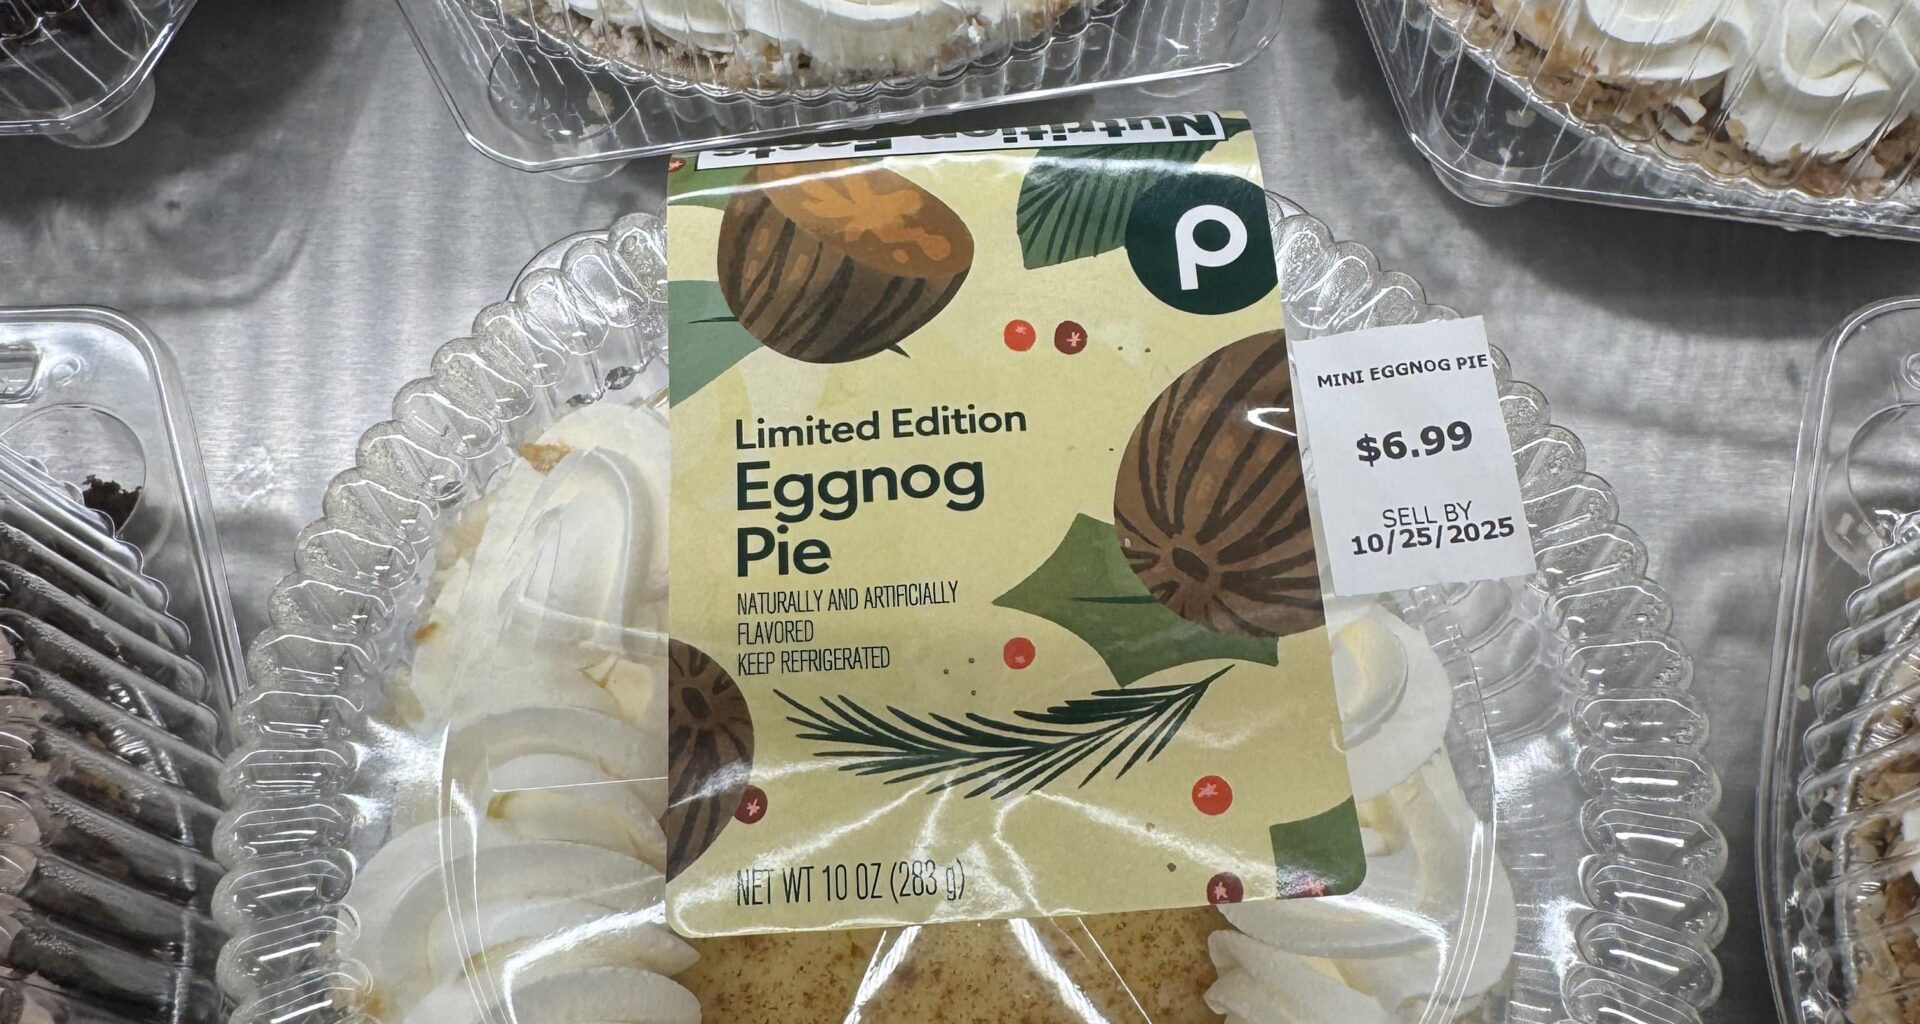 Nutrition Facts
P
Limited Edition
Eggnog
Pie
NATURALLY AND ARTIFICIALLY
FLAVORED
KEEP REFRIGERATED
NET WT 10 OZ (283 g)
MINI EGGNOG PIE
$6.99
SELL BY
10/25/2025